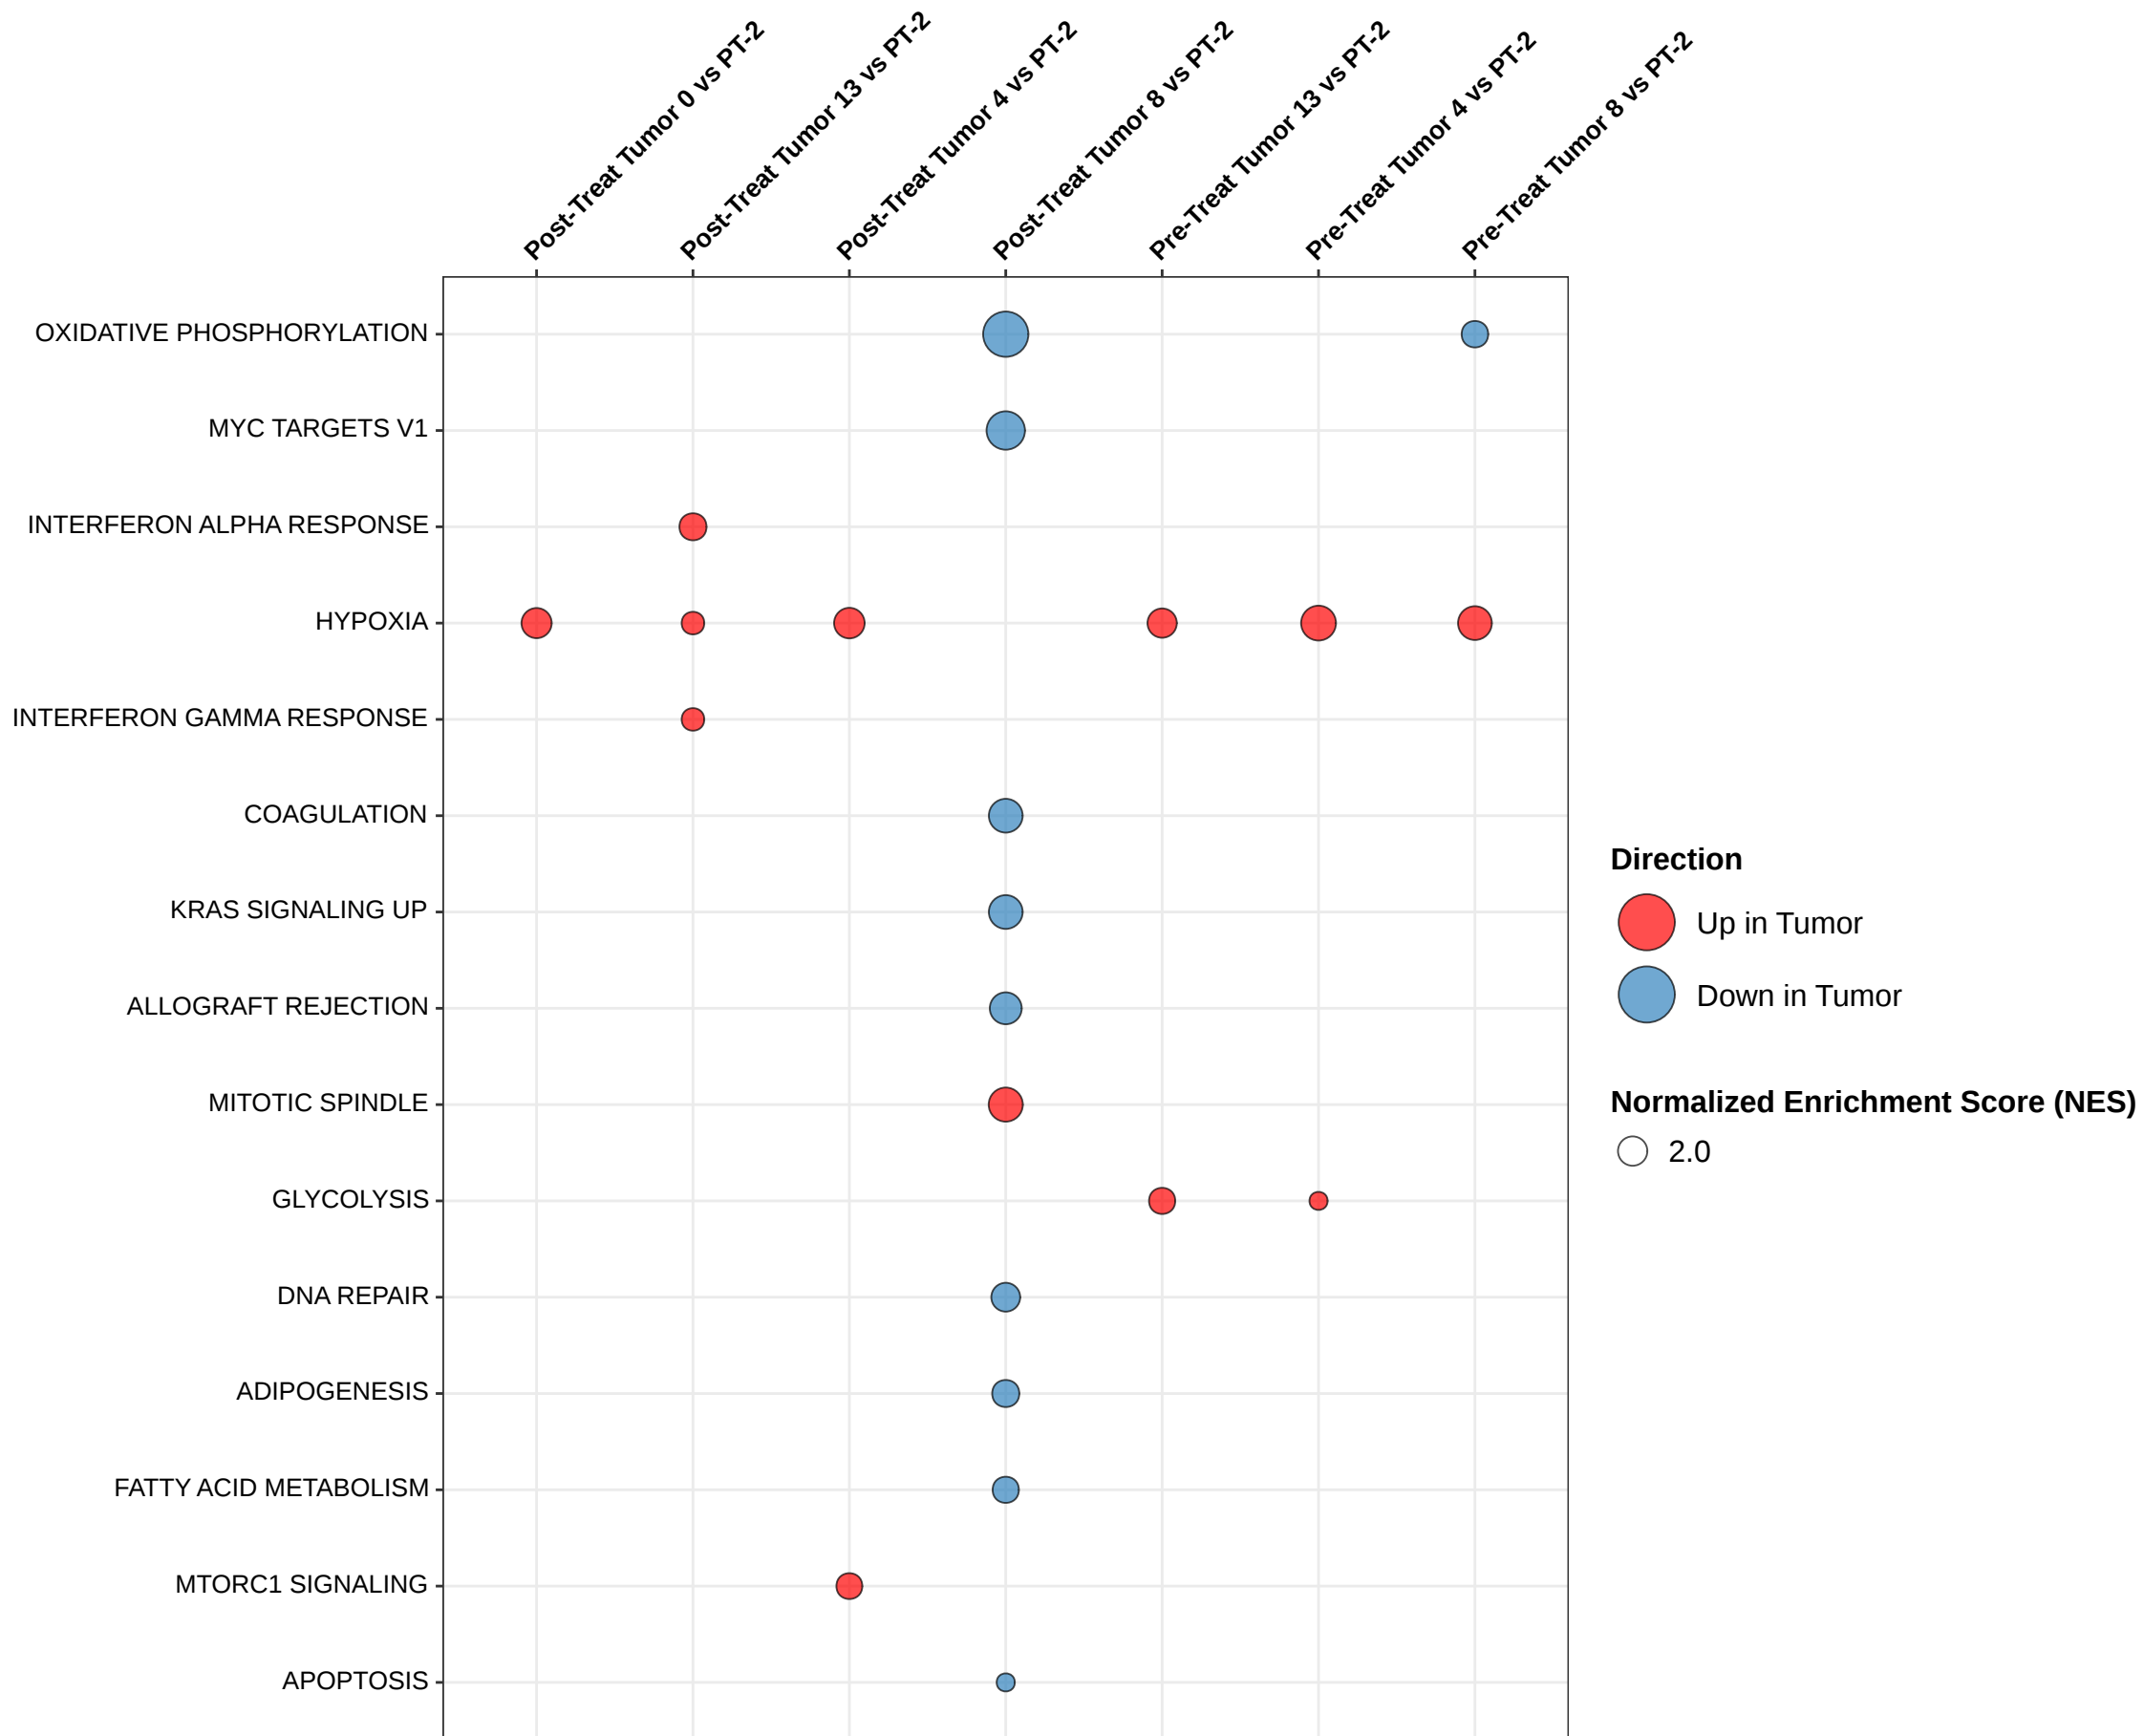 Post-Treat Tumor 0 vs PT-2
Post-Treat Tumor 13 vs PT-2
Post-Treat Tumor 4 vs PT-2
Post-Treat Tumor 8 vs PT-2
Pre-Treat Tumor 13 vs PT-2
Pre-Treat Tumor 4 vs PT-2
Pre-Treat Tumor 8 vs PT-2
OXIDATIVE PHOSPHORYLATION
MYC TARGETS V1
INTERFERON ALPHA RESPONSE
HYPOXIA
INTERFERON GAMMA RESPONSE
COAGULATION
KRAS SIGNALING UP
ALLOGRAFT REJECTION
MITOTIC SPINDLE
GLYCOLYSIS
DNA REPAIR
ADIPOGENESIS
FATTY ACID METABOLISM
MTORC1 SIGNALING
APOPTOSIS
Direction
Up in Tumor
Down in Tumor
Normalized Enrichment Score (NES)
2.0